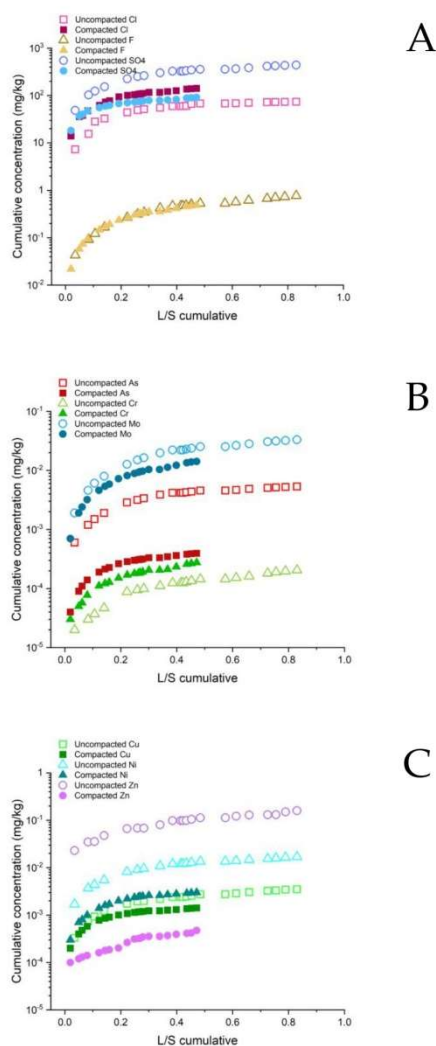 A
Uncompacted Cl
Compacted Cl
Uncompacted F
Compacted F
Uncompacted SO4
Compacted SO4
10³
10²
10¹
1
10⁻¹
10⁻²
Cumulative concentration (mg/kg)
0.0 0.2 0.4 0.6 0.8 1.0
L/S cumulative
B
Uncompacted As
Compacted As
Uncompacted Cr
Compacted Cr
Uncompacted Mo
Compacted Mo
10⁻¹
10⁻²
10⁻³
10⁻⁴
10⁻⁵
Cumulative concentration (mg/kg)
0.0 0.2 0.4 0.6 0.8 1.0
L/S cumulative
C
Uncompacted Cu
Compacted Cu
Uncompacted Ni
Compacted Ni
Uncompacted Zn
Compacted Zn
1
10⁻¹
10⁻²
10⁻³
10⁻⁴
10⁻⁵
Cumulative concentration (mg/kg)
0.0 0.2 0.4 0.6 0.8 1.0
L/S cumulative